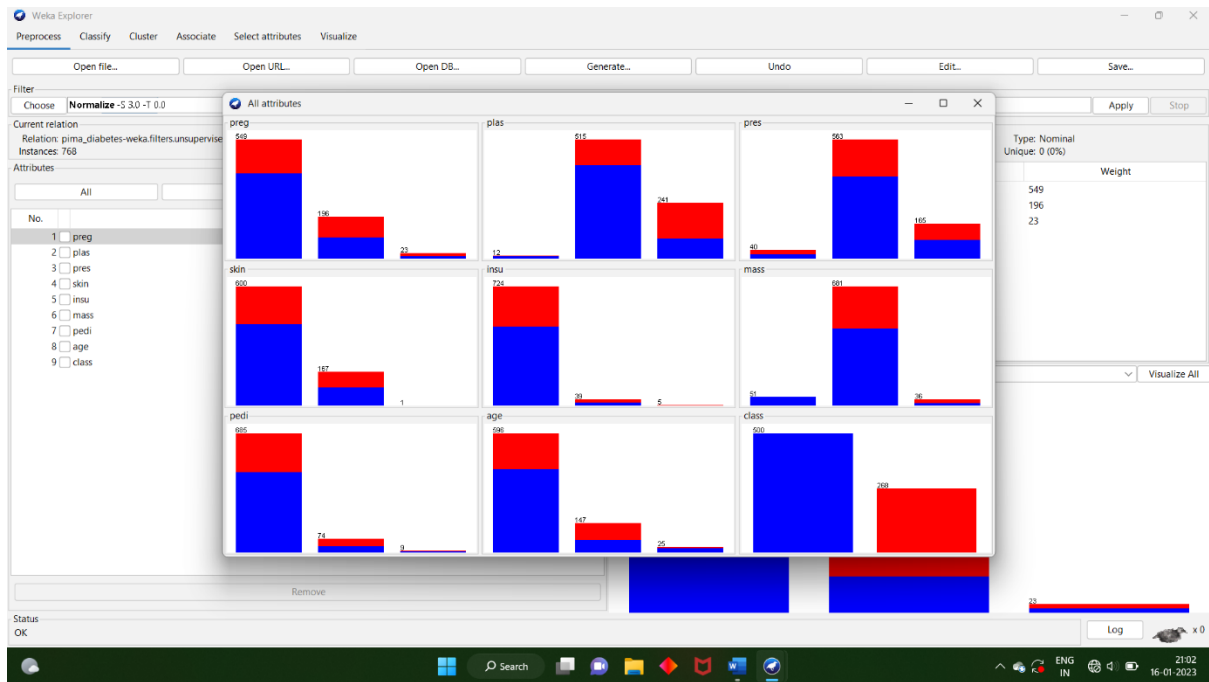 Weka Explorer
Preprocess Classify Cluster Associate Select attributes Visualize
Open file... Open URL... Open DB... Generate... Undo Edit... Save...
Filter
Choose Normalize -S 3.0 -T 0.0 Apply Stop
Current relation
Relation: pima_diabetes-weka.filters.unsupervise
Instances: 768
Type: Nominal
Unique: 0 (0%)
Attributes
All
No.
1 preg
2 plas
3 pres
4 skin
5 insu
6 mass
7 pedi
8 age
9 class
Remove
Weight
549
196
23
Visualize All
All attributes
preg plas pres
549 196 23
12 515 241
40 563 165
skin insu mass
600 167 1
724 39 5
51 681 36
pedi age class
685 74 9
596 147 25
500 268
23
Status
OK
Log x 0
Search
ENG
IN
21:02
16-01-2023